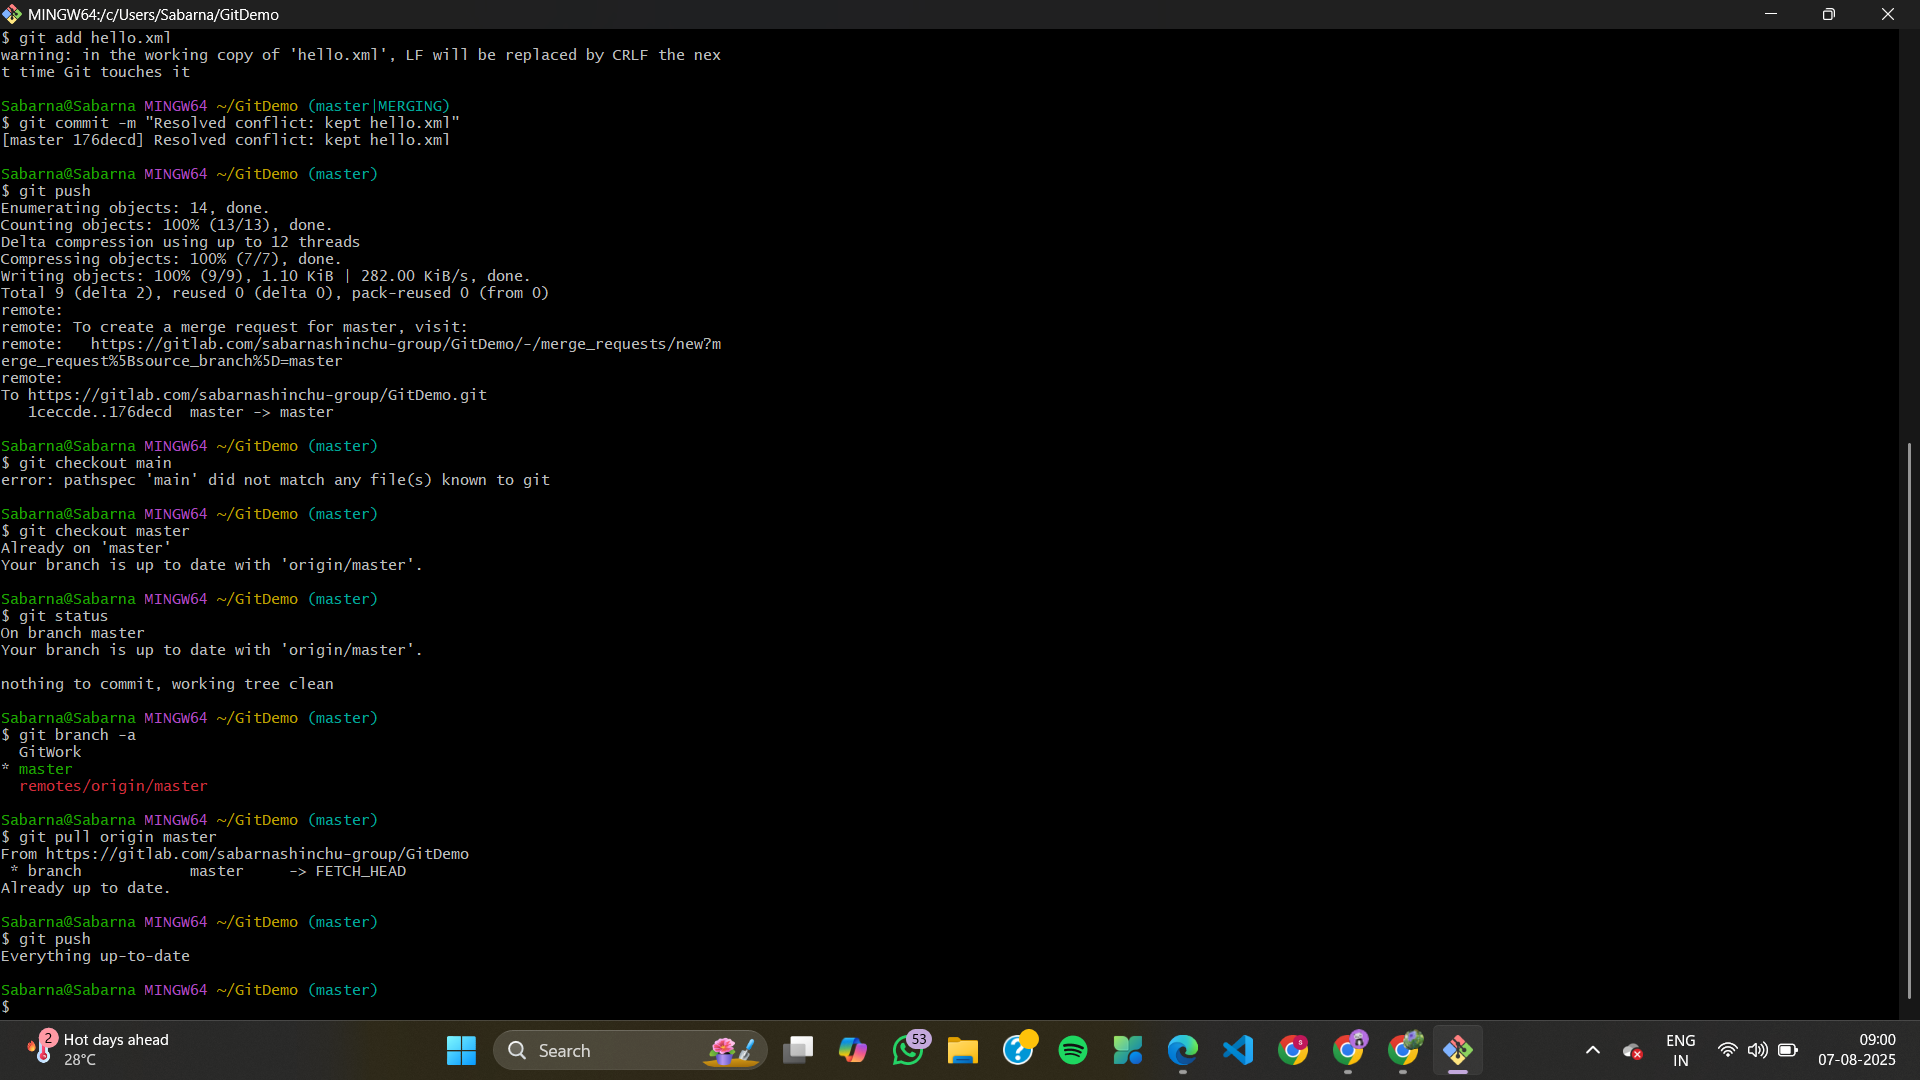 MINGW64:/c/Users/Sabarna/GitDemo
$ git add hello.xml
warning: in the working copy of 'hello.xml', LF will be replaced by CRLF the nex
t time Git touches it
Sabarna@Sabarna MINGW64 ~/GitDemo (master|MERGING)
$ git commit -m "Resolved conflict: kept hello.xml"
[master 176decd] Resolved conflict: kept hello.xml
Sabarna@Sabarna MINGW64 ~/GitDemo (master)
$ git push
Enumerating objects: 14, done.
Counting objects: 100% (13/13), done.
Delta compression using up to 12 threads
Compressing objects: 100% (7/7), done.
Writing objects: 100% (9/9), 1.10 KiB | 282.00 KiB/s, done.
Total 9 (delta 2), reused 0 (delta 0), pack-reused 0 (from 0)
remote:
remote: To create a merge request for master, visit:
remote:   https://gitlab.com/sabarnashinchu-group/GitDemo/-/merge_requests/new?m
erge_request%5Bsource_branch%5D=master
remote:
To https://gitlab.com/sabarnashinchu-group/GitDemo.git
   1ceccde..176decd  master -> master
Sabarna@Sabarna MINGW64 ~/GitDemo (master)
$ git checkout main
error: pathspec 'main' did not match any file(s) known to git
Sabarna@Sabarna MINGW64 ~/GitDemo (master)
$ git checkout master
Already on 'master'
Your branch is up to date with 'origin/master'.
Sabarna@Sabarna MINGW64 ~/GitDemo (master)
$ git status
On branch master
Your branch is up to date with 'origin/master'.
nothing to commit, working tree clean
Sabarna@Sabarna MINGW64 ~/GitDemo (master)
$ git branch -a
  GitWork
* master
  remotes/origin/master
Sabarna@Sabarna MINGW64 ~/GitDemo (master)
$ git pull origin master
From https://gitlab.com/sabarnashinchu-group/GitDemo
 * branch            master     -> FETCH_HEAD
Already up to date.
Sabarna@Sabarna MINGW64 ~/GitDemo (master)
$ git push
Everything up-to-date
Sabarna@Sabarna MINGW64 ~/GitDemo (master)
$
2
Hot days ahead
28°C
Search
53
s
ENG
IN
09:00
07-08-2025